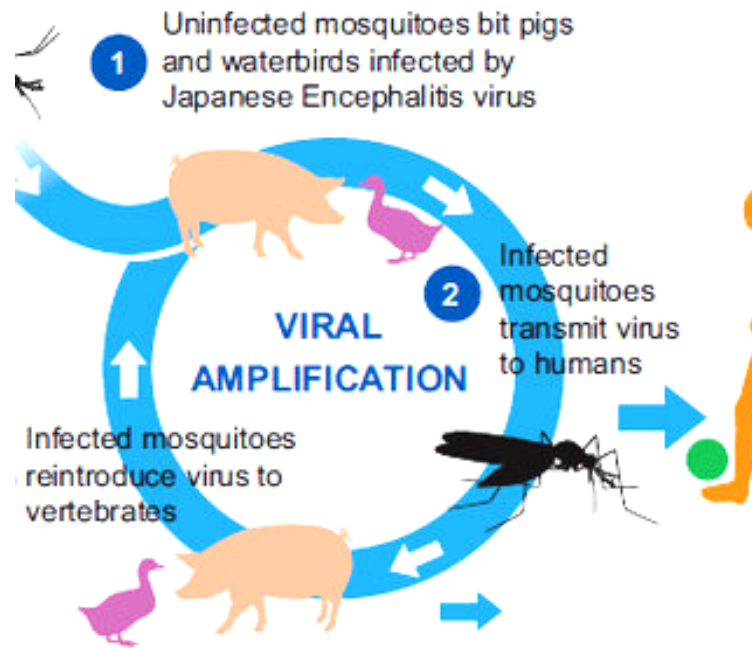 1
Uninfected mosquitoes bit pigs
and waterbirds infected by
Japanese Encephalitis virus
2
Infected
mosquitoes
transmit virus
to humans
VIRAL
AMPLIFICATION
Infected mosquitoes
reintroduce virus to
vertebrates